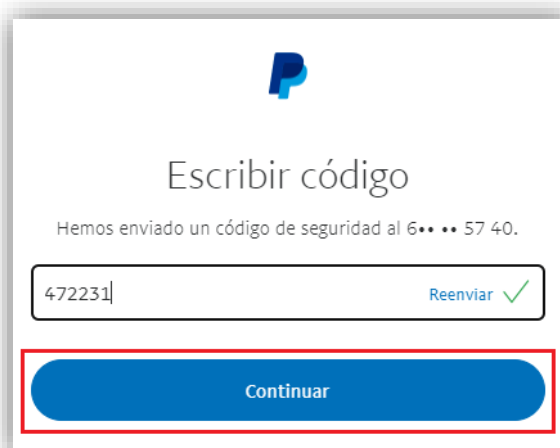 Escribir código
Hemos enviado un código de seguridad al 6•• •• 57 40.
472231 Reenviar
Continuar